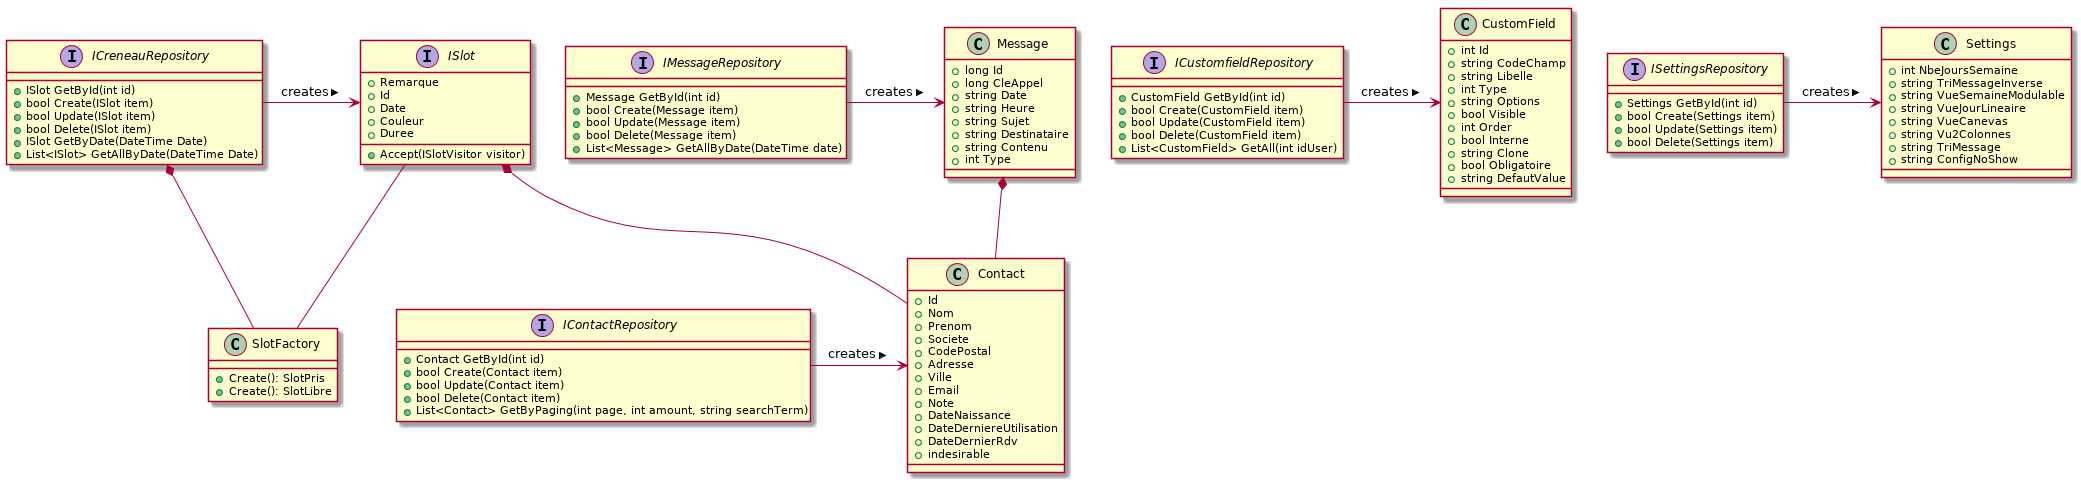 I ICreneauRepository
ISlot GetById(int id)
bool Create(ISlot item)
bool Update(ISlot item)
bool Delete(ISlot item)
ISlot GetByDate(DateTime Date)
List<ISlot> GetAllByDate(DateTime Date)
creates
I ISlot
Remarque
Id
Date
Couleur
Duree
Accept(ISlotVisitor visitor)
I IMessageRepository
Message GetById(int id)
bool Create(Message item)
bool Update(Message item)
bool Delete(Message item)
List<Message> GetAllByDate(DateTime date)
creates
C Message
long Id
long CleAppel
string Date
string Heure
string Sujet
string Destinataire
string Contenu
int Type
I ICustomfieldRepository
CustomField GetById(int id)
bool Create(CustomField item)
bool Update(CustomField item)
bool Delete(CustomField item)
List<CustomField> GetAll(int idUser)
creates
C CustomField
int Id
string CodeChamp
string Libelle
int Type
string Options
bool Visible
int Order
bool Interne
string Clone
bool Obligatoire
string DefautValue
I ISettingsRepository
Settings GetById(int id)
bool Create(Settings item)
bool Update(Settings item)
bool Delete(Settings item)
creates
C Settings
int NbeJoursSemaine
string TriMessageInverse
string VueSemaineModulable
string VueJourLineaire
string VueCanevas
string Vu2Colonnes
string TriMessage
string ConfigNoShow
C SlotFactory
Create(): SlotPris
Create(): SlotLibre
I IContactRepository
Contact GetById(int id)
bool Create(Contact item)
bool Update(Contact item)
bool Delete(Contact item)
List<Contact> GetByPaging(int page, int amount, string searchTerm)
creates
C Contact
Id
Nom
Prenom
Societe
CodePostal
Adresse
Ville
Email
Note
DateNaissance
DateDerniereUtilisation
DateDernierRdv
indesirable